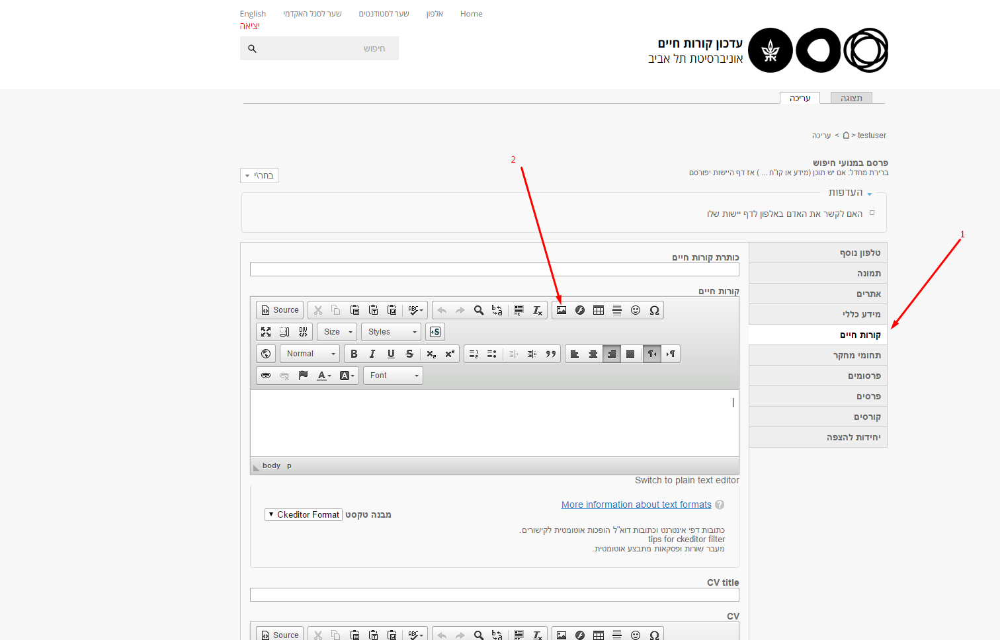 Home אלפון שער לסטודנטים שער לסגל האקדמי English
יציאה
חיפוש
עדכון קורות חיים
אוניברסיטת תל אביב
תצוגה עריכה
testuser > > עריכה
2
פרסם במנועי חיפוש
ברירת מחדל: אם יש תוכן (מידע או קו"ח ... ) אז דף היישות יפורסם
בחר\י
העדפות
האם לקשר את האדם באלפון לדף יישות שלו
1
טלפון נוסף
תמונה
אתרים
מידע כללי
קורות חיים
תחומי מחקר
פרסומים
פרסים
קורסים
יחידות להצפה
כותרת קורות חיים
קורות חיים
Source
Size Styles
Normal
Font
body p
Switch to plain text editor
More information about text formats
מבנה טקסט Ckeditor Format
כתובות דפי אינטרנט וכתובות דוא"ל הופכות אוטומטית לקישורים.
tips for ckeditor filter
מעבר שורות ופסקאות מתבצע אוטומטית.
CV title
CV
Source